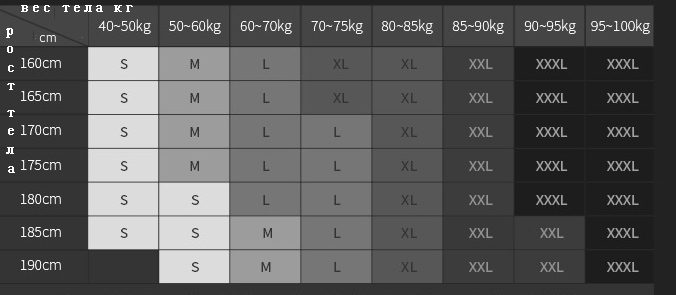 вес тела кг
рост тела
cm 40~50kg 50~60kg 60~70kg 70~75kg 80~85kg 85~90kg 90~95kg 95~100kg
160cm S M L XL XL XXL XXXL XXXL
165cm S M L XL XL XXL XXXL XXXL
170cm S M L L XL XXL XXXL XXXL
175cm S M L L XL XXL XXXL XXXL
180cm S S L L XL XXL XXXL XXXL
185cm S S M L XL XXL XXL XXXL
190cm S M L XL XXL XXL XXXL